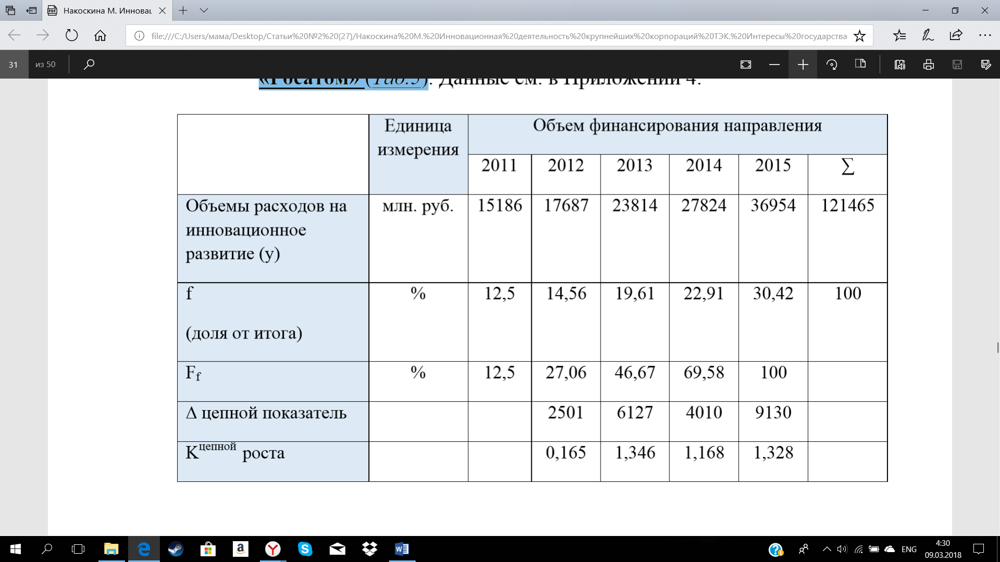 Накоскина М. Инновац
file:///C:/Users/мама/Desktop/Статьи%20№2%20(27)/Накоскина%20М.%20Инновационная%20деятельность%20крупнейших%20корпораций%20ТЭК.%20Интересы%20государства
31 из 50
«Росатом» (Таб.5). Данные см. в Приложении 4.
Единица измерения
Объем финансирования направления
2011 2012 2013 2014 2015 ∑
Объемы расходов на млн. руб. 15186 17687 23814 27824 36954 121465
инновационное
развитие (y)
f % 12,5 14,56 19,61 22,91 30,42 100
(доля от итога)
Ff % 12,5 27,06 46,67 69,58 100
Δ цепной показатель 2501 6127 4010 9130
Kцепной роста 0,165 1,346 1,168 1,328
ENG
4:30
09.03.2018